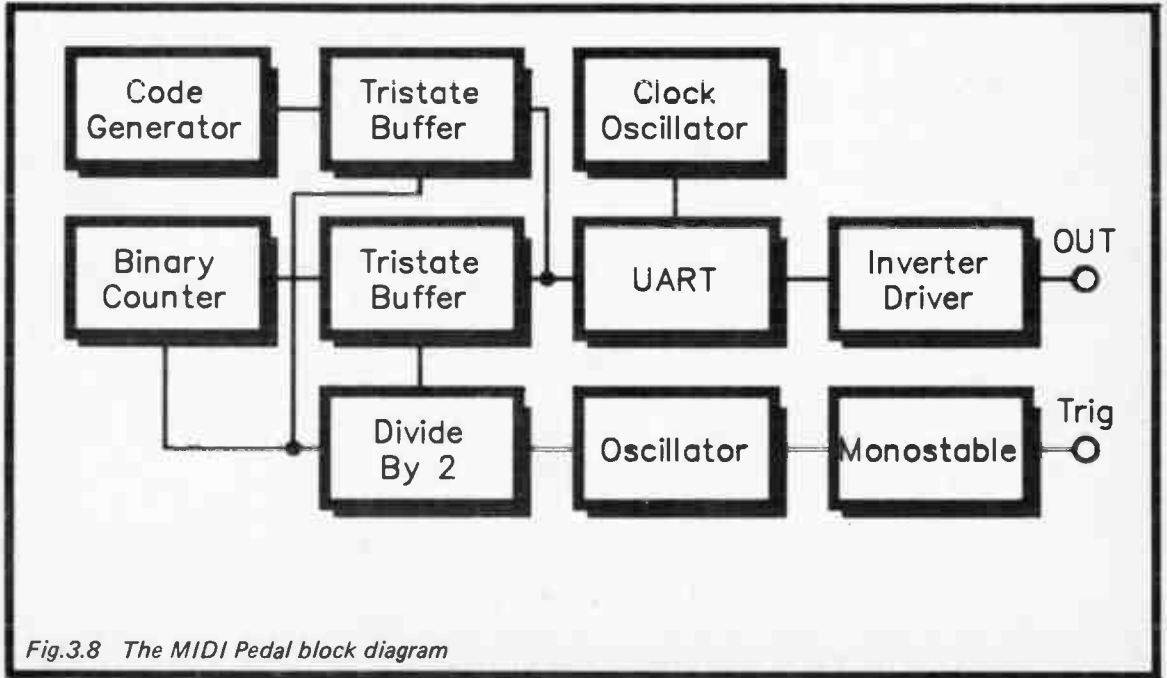 Code
Generator
Tristate
Buffer
Clock
Oscillator
Binary
Counter
Tristate
Buffer
UART
Inverter
Driver
OUT
Divide
By 2
Oscillator
Monostable
Trig
Fig.3.8 The MIDI Pedal block diagram